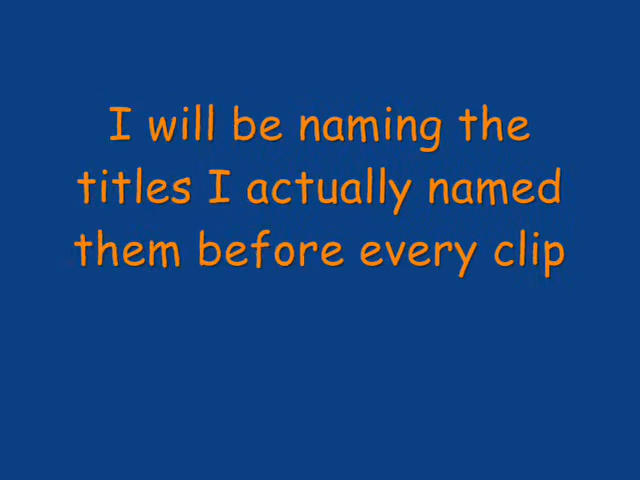 I will be naming the
titles I actually named
them before every clip